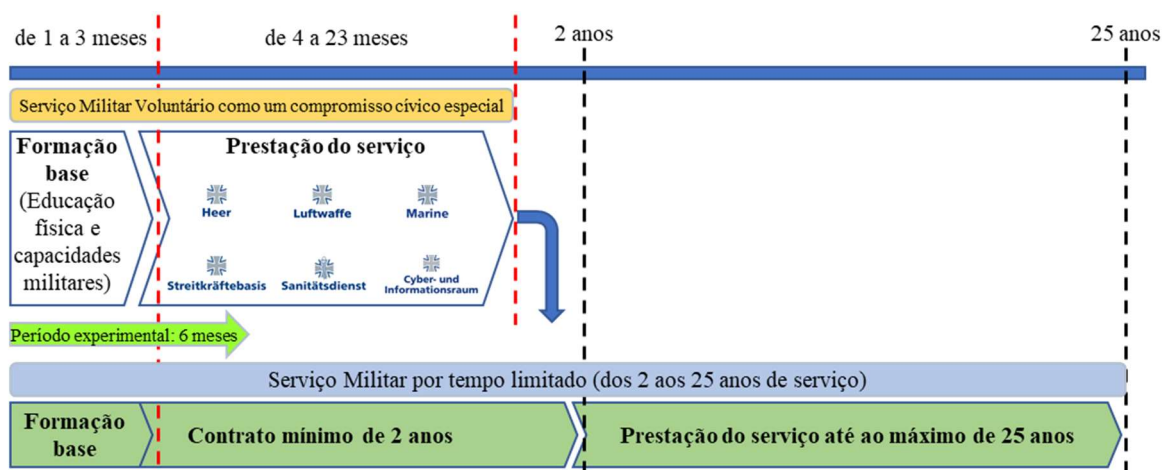 de 1 a 3 meses
de 4 a 23 meses
2 anos
25 anos
Serviço Militar Voluntário como um compromisso cívico especial
Formação
base
(Educação
física e
capacidades
militares)
Prestação do serviço
Heer
Luftwaffe
Marine
Streitkräftebasis
Sanitätsdienst
Cyber- und
Informationsraum
Período experimental: 6 meses
Serviço Militar por tempo limitado (dos 2 aos 25 anos de serviço)
Formação
base
Contrato mínimo de 2 anos
Prestação do serviço até ao máximo de 25 anos